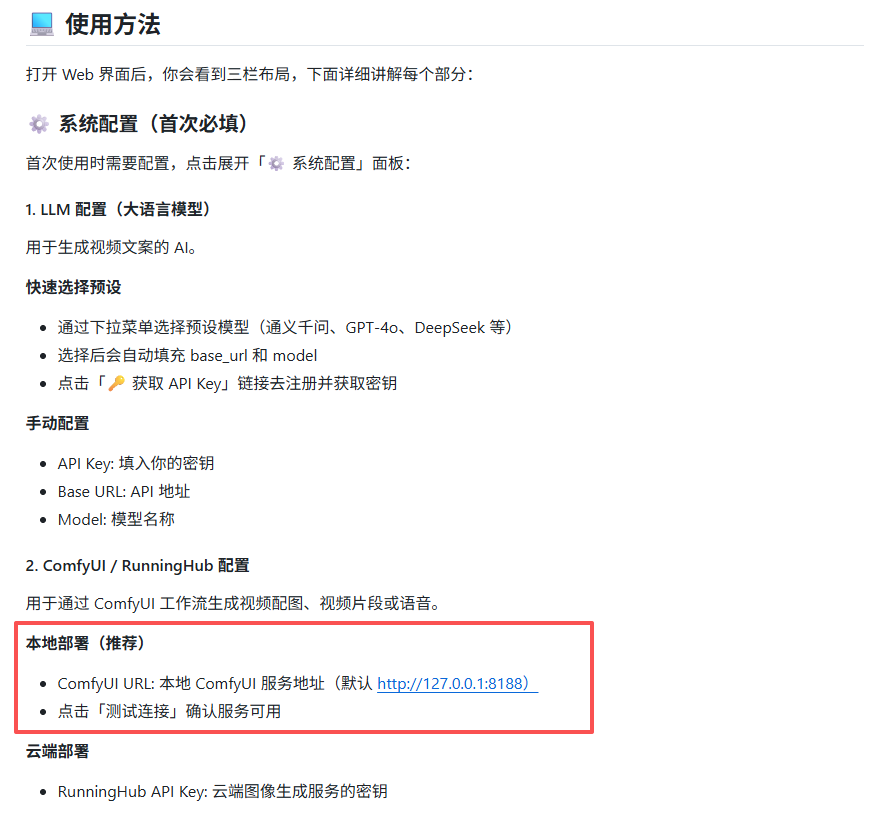 💻 使用方法
打开 Web 界面后，你会看到三栏布局，下面详细讲解每个部分：
⚙️ 系统配置（首次必填）
首次使用时需要配置，点击展开「⚙️ 系统配置」面板：
1. LLM 配置（大语言模型）
用于生成视频文案的 AI。
快速选择预设
• 通过下拉菜单选择预设模型（通义千问、GPT-4o、DeepSeek 等）
• 选择后会自动填充 base_url 和 model
• 点击「🔑 获取 API Key」链接去注册并获取密钥
手动配置
• API Key: 填入你的密钥
• Base URL: API 地址
• Model: 模型名称
2. ComfyUI / RunningHub 配置
用于通过 ComfyUI 工作流生成视频配图、视频片段或语音。
本地部署（推荐）
• ComfyUI URL: 本地 ComfyUI 服务地址（默认 http://127.0.0.1:8188）
• 点击「测试连接」确认服务可用
云端部署
• RunningHub API Key: 云端图像生成服务的密钥